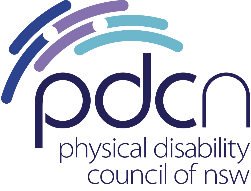 pdcn
physical disability
council of nsw